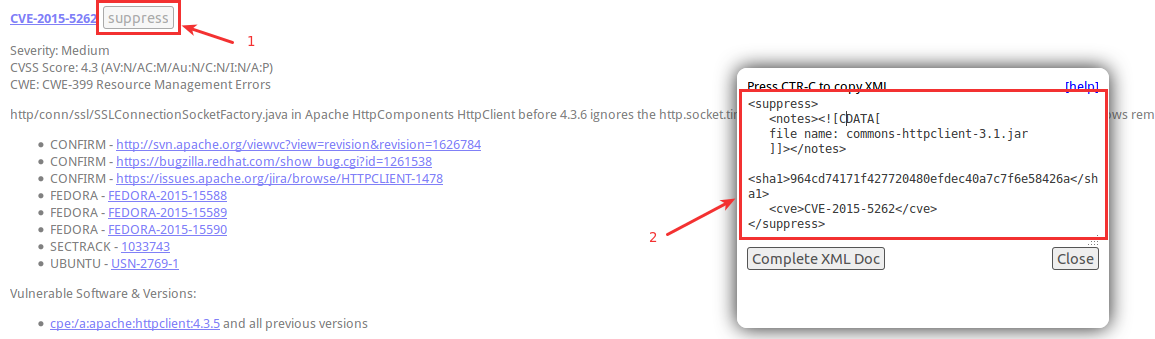 CVE-2015-5262 suppress
1
Severity: Medium
CVSS Score: 4.3 (AV:N/AC:M/Au:N/C:N/I:N/A:P)
CWE: CWE-399 Resource Management Errors
http/conn/ssl/SSLConnectionSocketFactory.java in Apache HttpComponents HttpClient before 4.3.6 ignores the http.socket.tim
ows rem
CONFIRM - http://svn.apache.org/viewvc?view=revision&revision=1626784
CONFIRM - https://bugzilla.redhat.com/show_bug.cgi?id=1261538
CONFIRM - https://issues.apache.org/jira/browse/HTTPCLIENT-1478
FEDORA - FEDORA-2015-15588
FEDORA - FEDORA-2015-15589
FEDORA - FEDORA-2015-15590
SECTRACK - 1033743
UBUNTU - USN-2769-1
Vulnerable Software & Versions:
cpe:/a:apache:httpclient:4.3.5 and all previous versions
Press CTR-C to copy XML [help]
<suppress>
<notes><![CDATA[
file name: commons-httpclient-3.1.jar
]]></notes>
<sha1>964cd74171f427720480efdec40a7c7f6e58426a</sh
a1>
<cve>CVE-2015-5262</cve>
</suppress>
2
Complete XML Doc Close